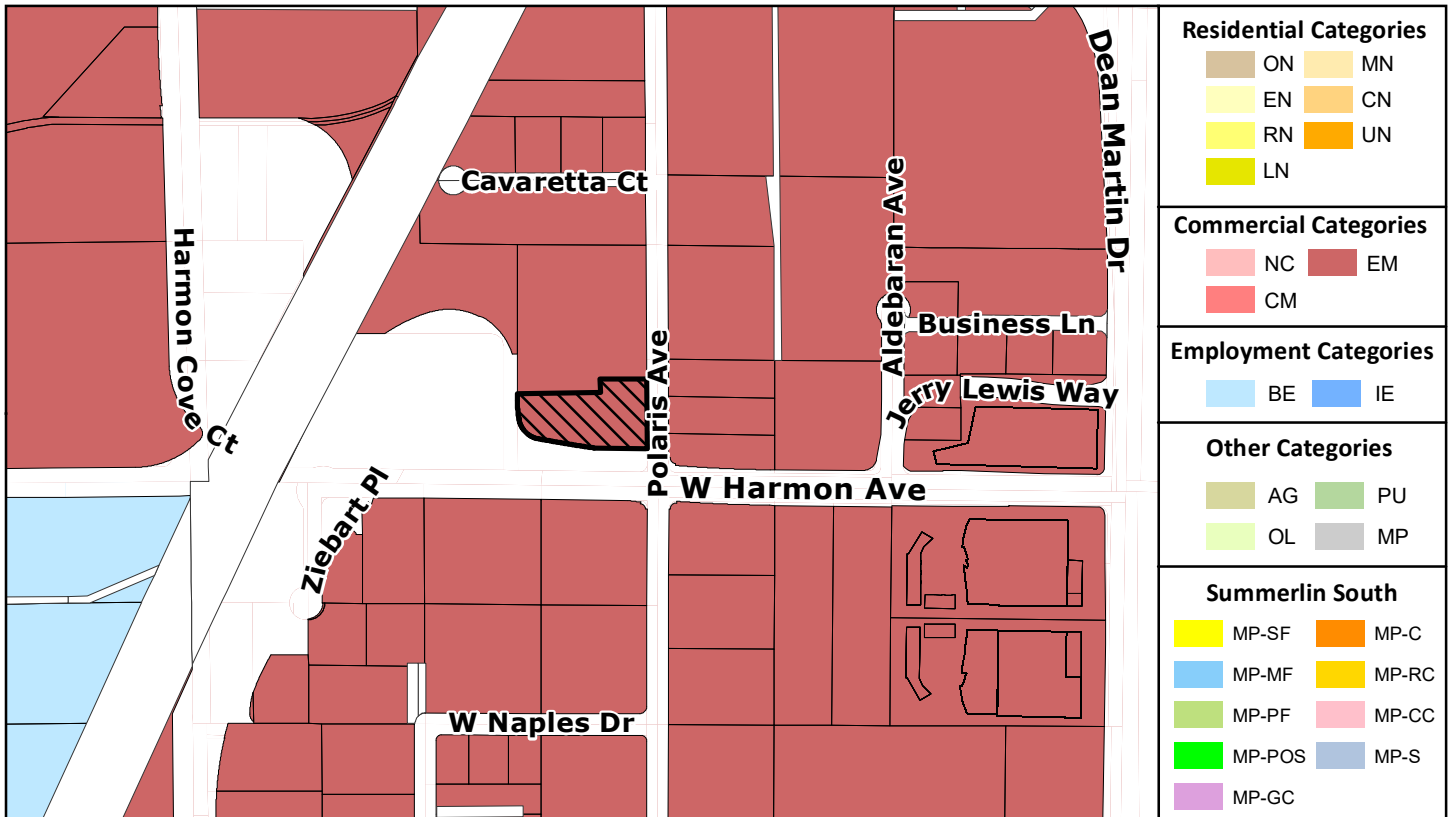 Dean Martin Dr
Cavaretta Ct
Aldebaran Ave
Harmon Cove Ct
Business Ln
Polaris Ave
Jerry Lewis Way
W Harmon Ave
Ziebart Pl
W Naples Dr
Residential Categories
ON MN
EN CN
RN UN
LN
Commercial Categories
NC EM
CM
Employment Categories
BE IE
Other Categories
AG PU
OL MP
Summerlin South
MP-SF MP-C
MP-MF MP-RC
MP-PF MP-CC
MP-POS MP-S
MP-GC